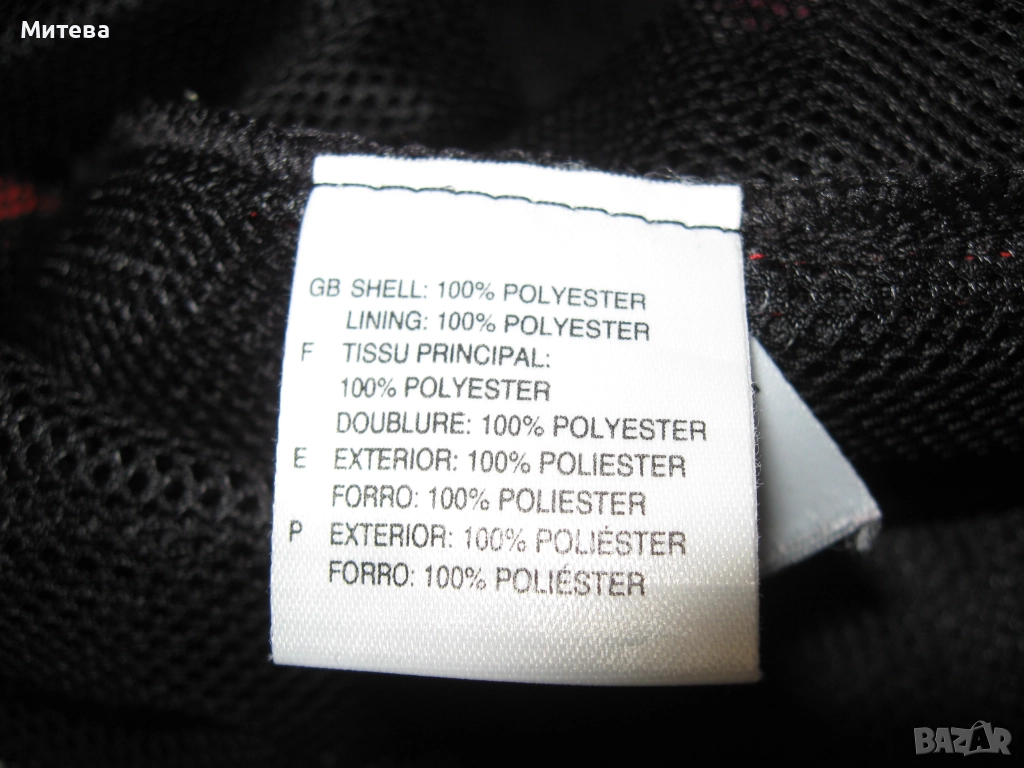 Митева
GB SHELL: 100% POLYESTER
LINING: 100% POLYESTER
F TISSU PRINCIPAL:
100% POLYESTER
DOUBLURE: 100% POLYESTER
E EXTERIOR: 100% POLIESTER
FORRO: 100% POLIESTER
P EXTERIOR: 100% POLIÉSTER
FORRO: 100% POLIÉSTER
BAZAR